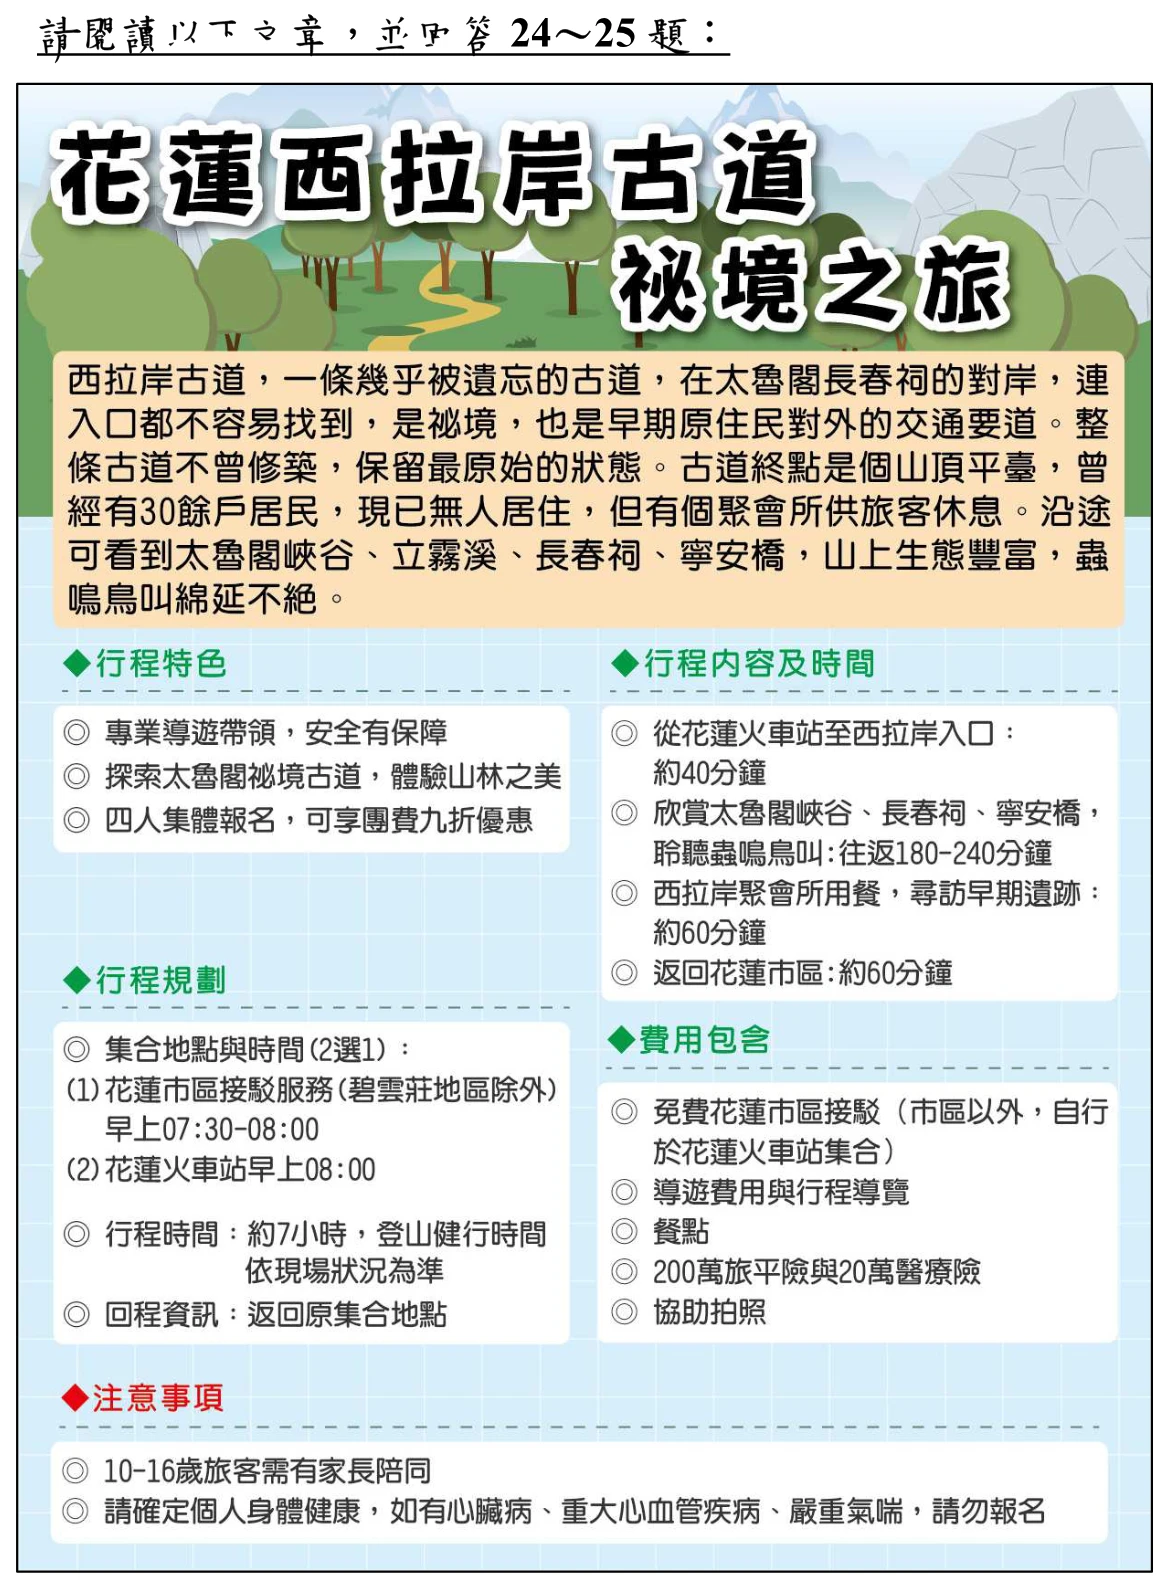 請閱讀以下文章，並回答 24～25 題：
花蓮西拉岸古道
祕境之旅
西拉岸古道，一條幾乎被遺忘的古道，在太魯閣長春祠的對岸，連
入口都不容易找到，是祕境，也是早期原住民對外的交通要道。整
條古道不曾修築，保留最原始的狀態。古道終點是個山頂平臺，曾
經有30餘戶居民，現已無人居住，但有個聚會所供旅客休息。沿途
可看到太魯閣峽谷、立霧溪、長春祠、寧安橋，山上生態豐富，蟲
鳴鳥叫綿延不絕。
◆行程特色
◎ 專業導遊帶領，安全有保障
◎ 探索太魯閣祕境古道，體驗山林之美
◎ 四人集體報名，可享團費九折優惠
◆行程規劃
◎ 集合地點與時間(2選1)：
(1)花蓮市區接駁服務(碧雲莊地區除外)
早上07:30-08:00
(2)花蓮火車站早上08:00
◎ 行程時間：約7小時，登山健行時間
依現場狀況為準
◎ 回程資訊：返回原集合地點
◆行程內容及時間
◎ 從花蓮火車站至西拉岸入口：
約40分鐘
◎ 欣賞太魯閣峽谷、長春祠、寧安橋，
聆聽蟲鳴鳥叫:往返180-240分鐘
◎ 西拉岸聚會所用餐，尋訪早期遺跡：
約60分鐘
◎ 返回花蓮市區:約60分鐘
◆費用包含
◎ 免費花蓮市區接駁（市區以外，自行
於花蓮火車站集合）
◎ 導遊費用與行程導覽
◎ 餐點
◎ 200萬旅平險與20萬醫療險
◎ 協助拍照
◆注意事項
◎ 10-16歲旅客需有家長陪同
◎ 請確定個人身體健康，如有心臟病、重大心血管疾病、嚴重氣喘，請勿報名